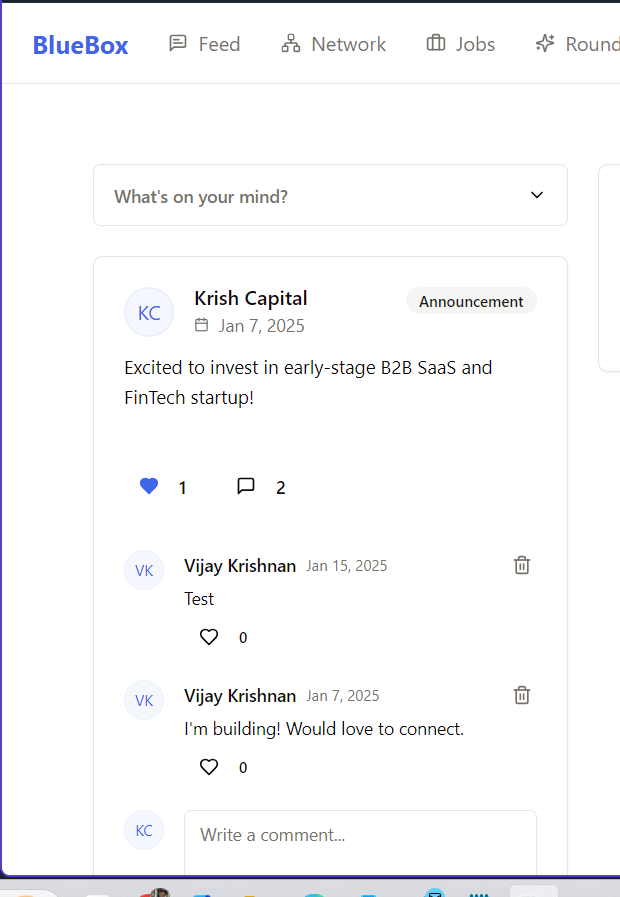 BlueBox Feed Network Jobs Round
What's on your mind?
KC Krish Capital Announcement
Jan 7, 2025
Excited to invest in early-stage B2B SaaS and
FinTech startup!
1 2
VK Vijay Krishnan Jan 15, 2025
Test
0
VK Vijay Krishnan Jan 7, 2025
I'm building! Would love to connect.
0
KC Write a comment...